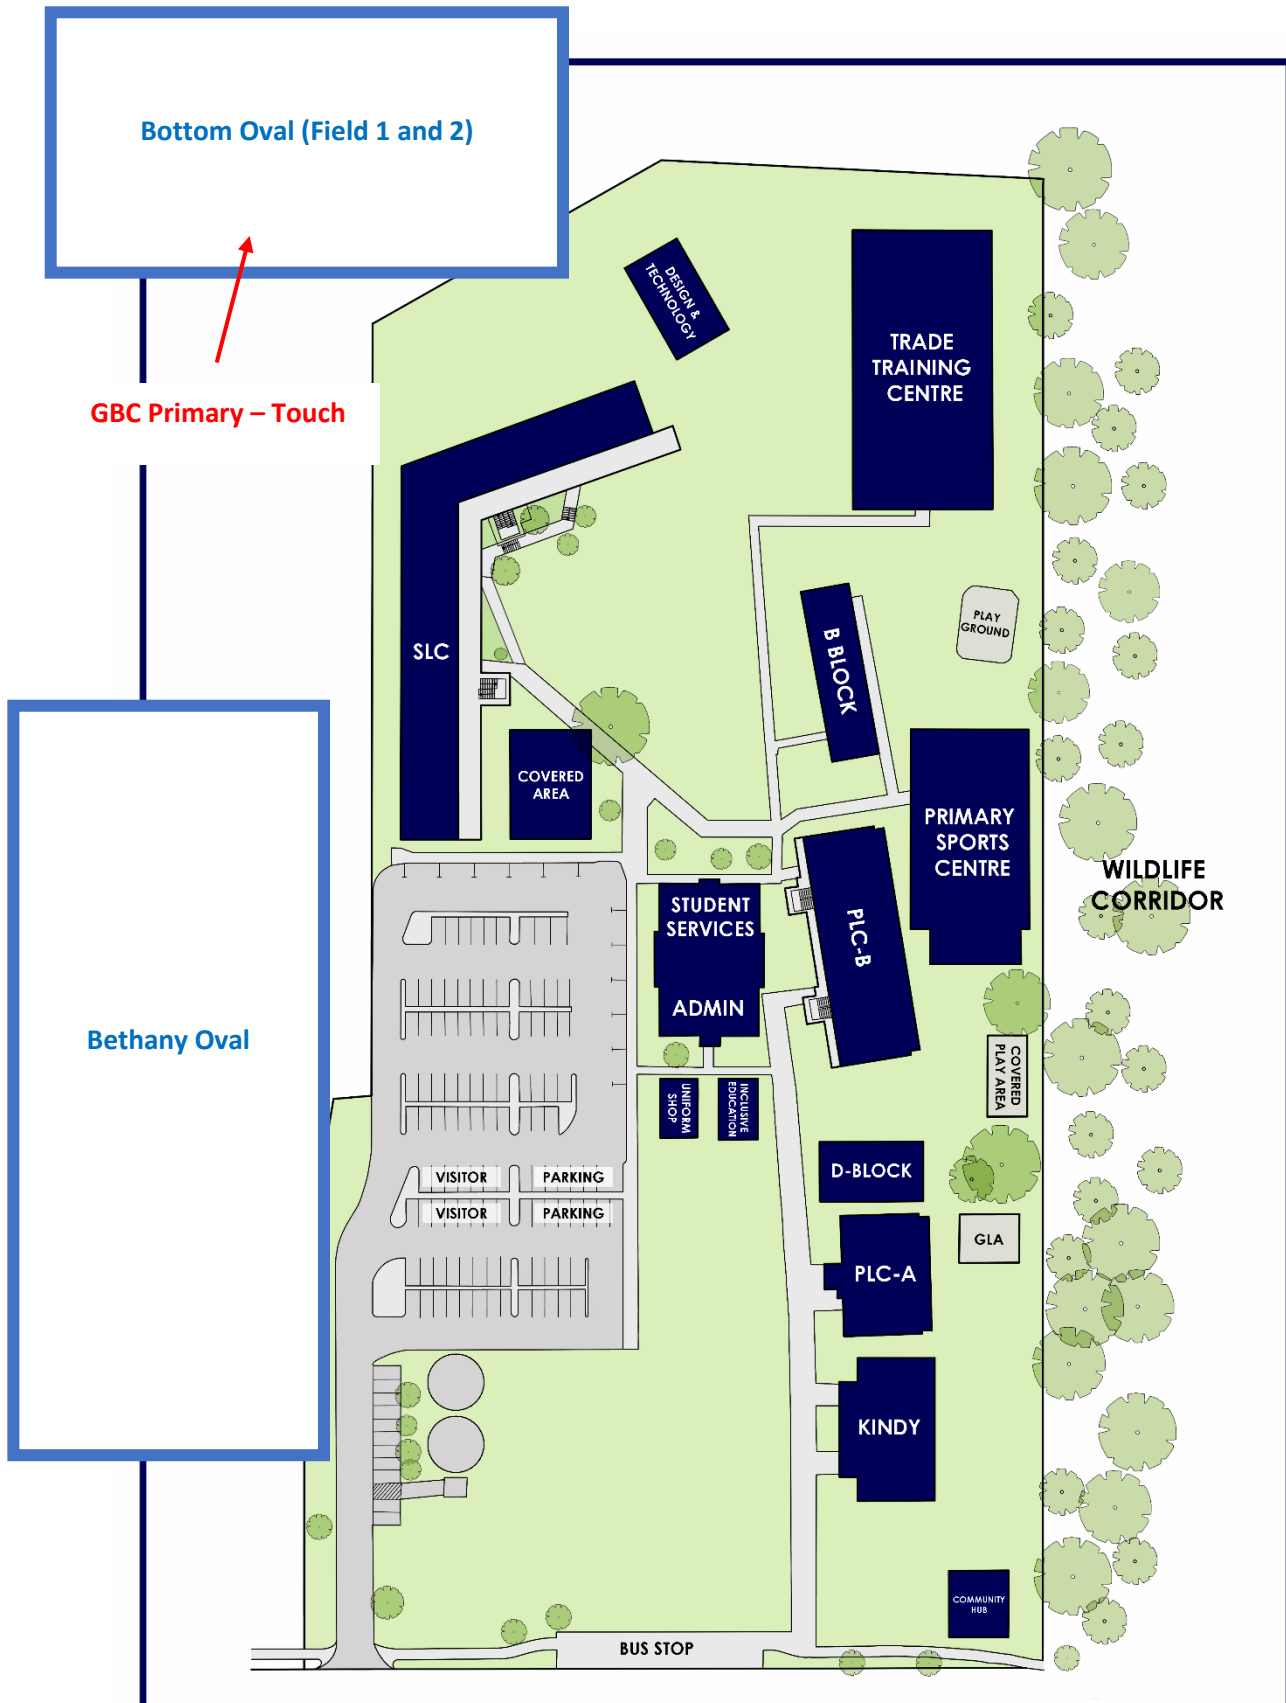 Bottom Oval (Field 1 and 2)
DESIGN &
TECHNOLOGY
TRADE
TRAINING
CENTRE
GBC Primary – Touch
PLAY
GROUND
B BLOCK
SLC
COVERED
AREA
PRIMARY
SPORTS
CENTRE
WILDLIFE
CORRIDOR
STUDENT
SERVICES
ADMIN
PLC-B
Bethany Oval
COVERED
PLAY AREA
UNIFORM
SHOP
INCLUSIVE
EDUCATION
D-BLOCK
VISITOR PARKING
VISITOR PARKING
GLA
PLC-A
KINDY
COMMUNITY
HUB
BUS STOP